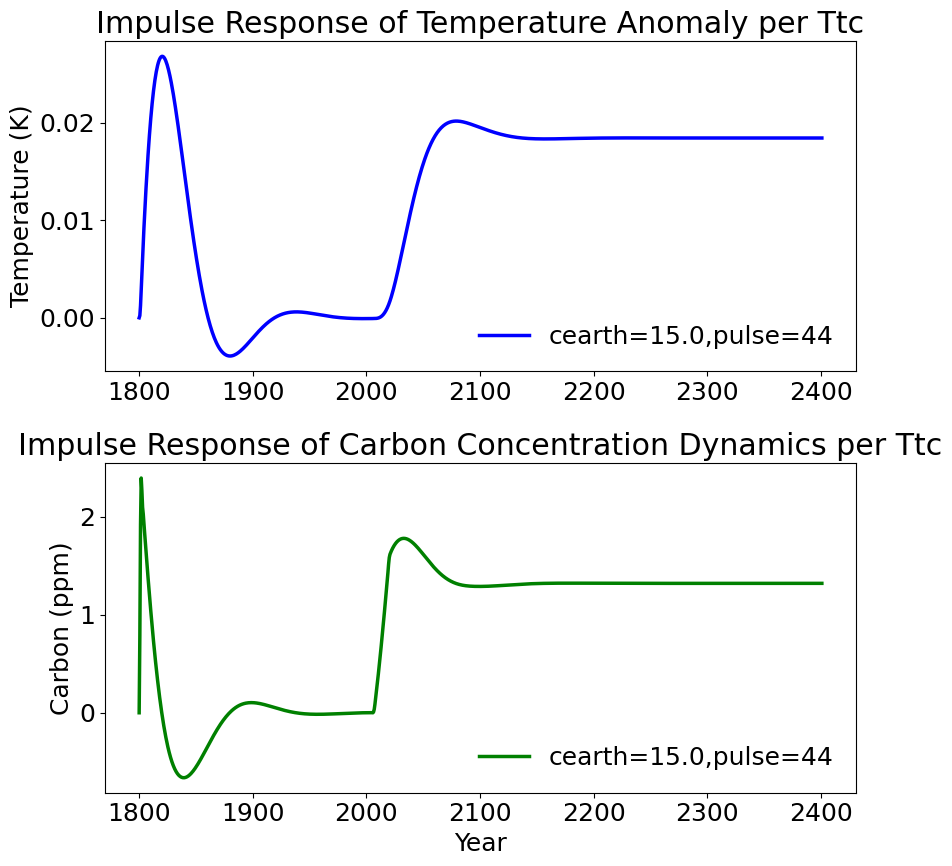 Impulse Response of Temperature Anomaly per Ttc
Temperature (K)
0.02
0.01
0.00
cearth=15.0,pulse=44
1800 1900 2000 2100 2200 2300 2400
Impulse Response of Carbon Concentration Dynamics per Ttc
Carbon (ppm)
2
1
0
cearth=15.0,pulse=44
1800 1900 2000 2100 2200 2300 2400
Year